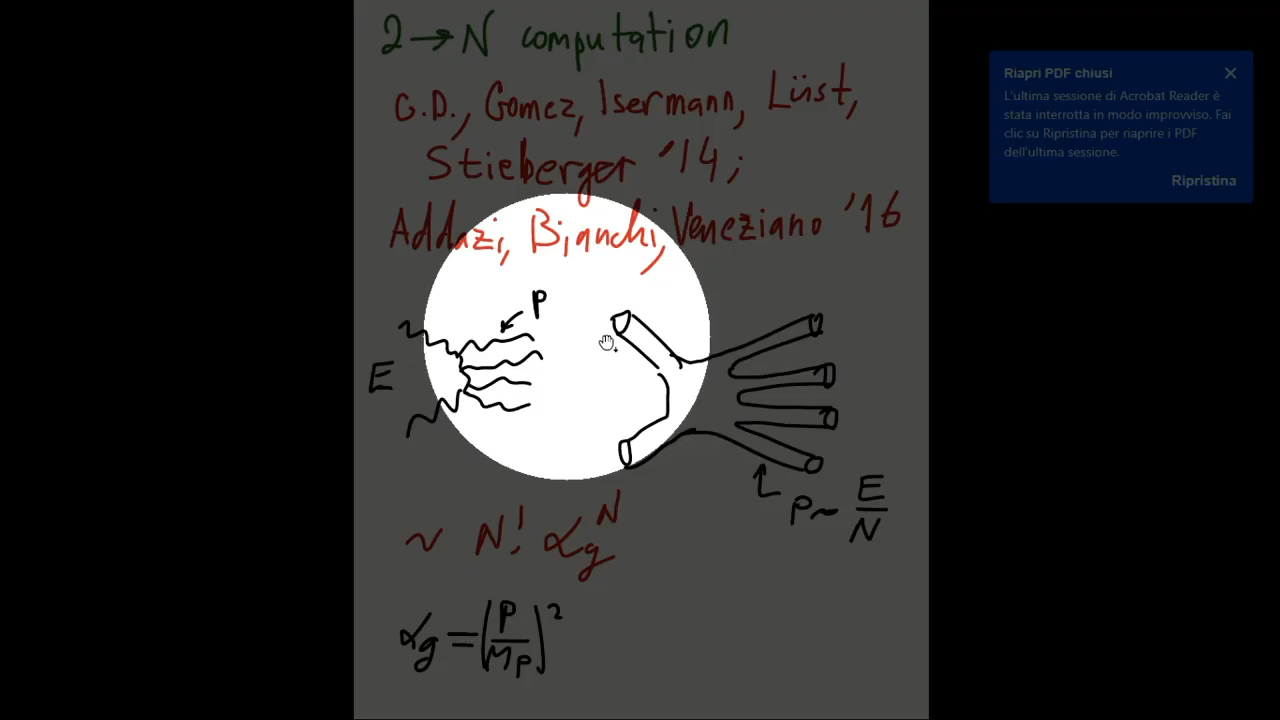 2 → N computation
G.D., Gomez, Isermann, Lüst,
Stieberger '14;
Addazi, Bianchi, Veneziano '16
P
E
P ~ E/N
~ N! α_g^N
α_g = (P/M_P)^2
Riapri PDF chiusi
L'ultima sessione di Acrobat Reader è
stata interrotta in modo improvviso. Fai
clic su Ripristina per riaprire i PDF
dell'ultima sessione.
Ripristina